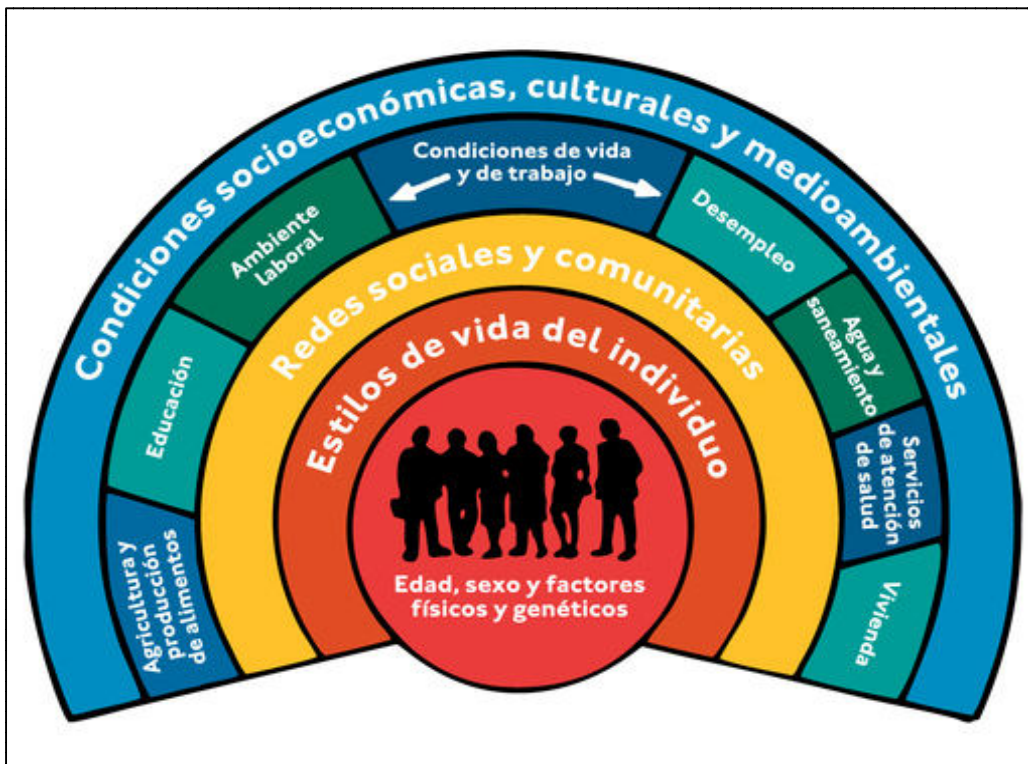 Condiciones socioeconómicas, culturales y medioambientales
Condiciones de vida
y de trabajo
Agricultura y
producción
de alimentos
Educación
Ambiente
laboral
Desempleo
Agua y
saneamiento
Servicios
de atención
de salud
Vivienda
Redes sociales y comunitarias
Estilos de vida del individuo
Edad, sexo y factores
físicos y genéticos